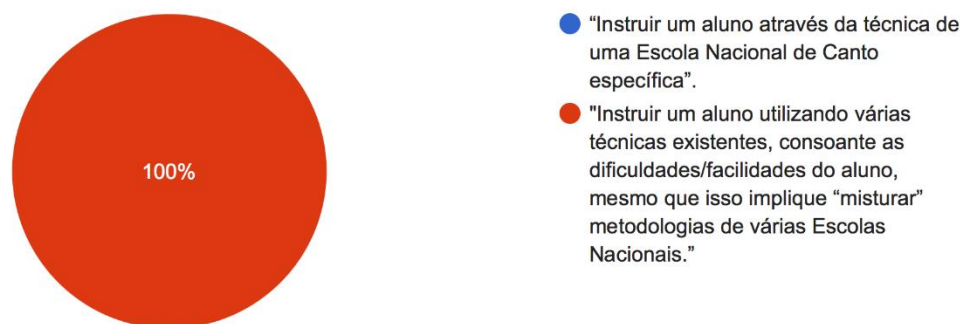 100%
“Instruir um aluno através da técnica de
uma Escola Nacional de Canto
específica”.
"Instruir um aluno utilizando várias
técnicas existentes, consoante as
dificuldades/facilidades do aluno,
mesmo que isso implique “misturar”
metodologias de várias Escolas
Nacionais.”